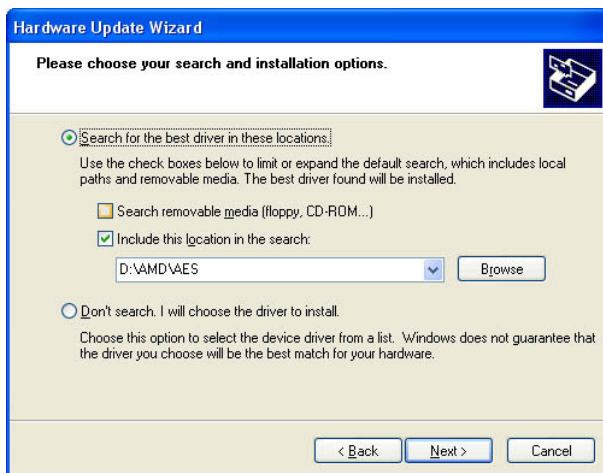 Hardware Update Wizard
Please choose your search and installation options.
Search for the best driver in these locations.
Use the check boxes below to limit or expand the default search, which includes local
paths and removable media. The best driver found will be installed.
Search removable media (floppy, CD-ROM...)
Include this location in the search:
D:\AMD\AES
Browse
Don't search. I will choose the driver to install.
Choose this option to select the device driver from a list. Windows does not guarantee that
the driver you choose will be the best match for your hardware.
< Back
Next >
Cancel